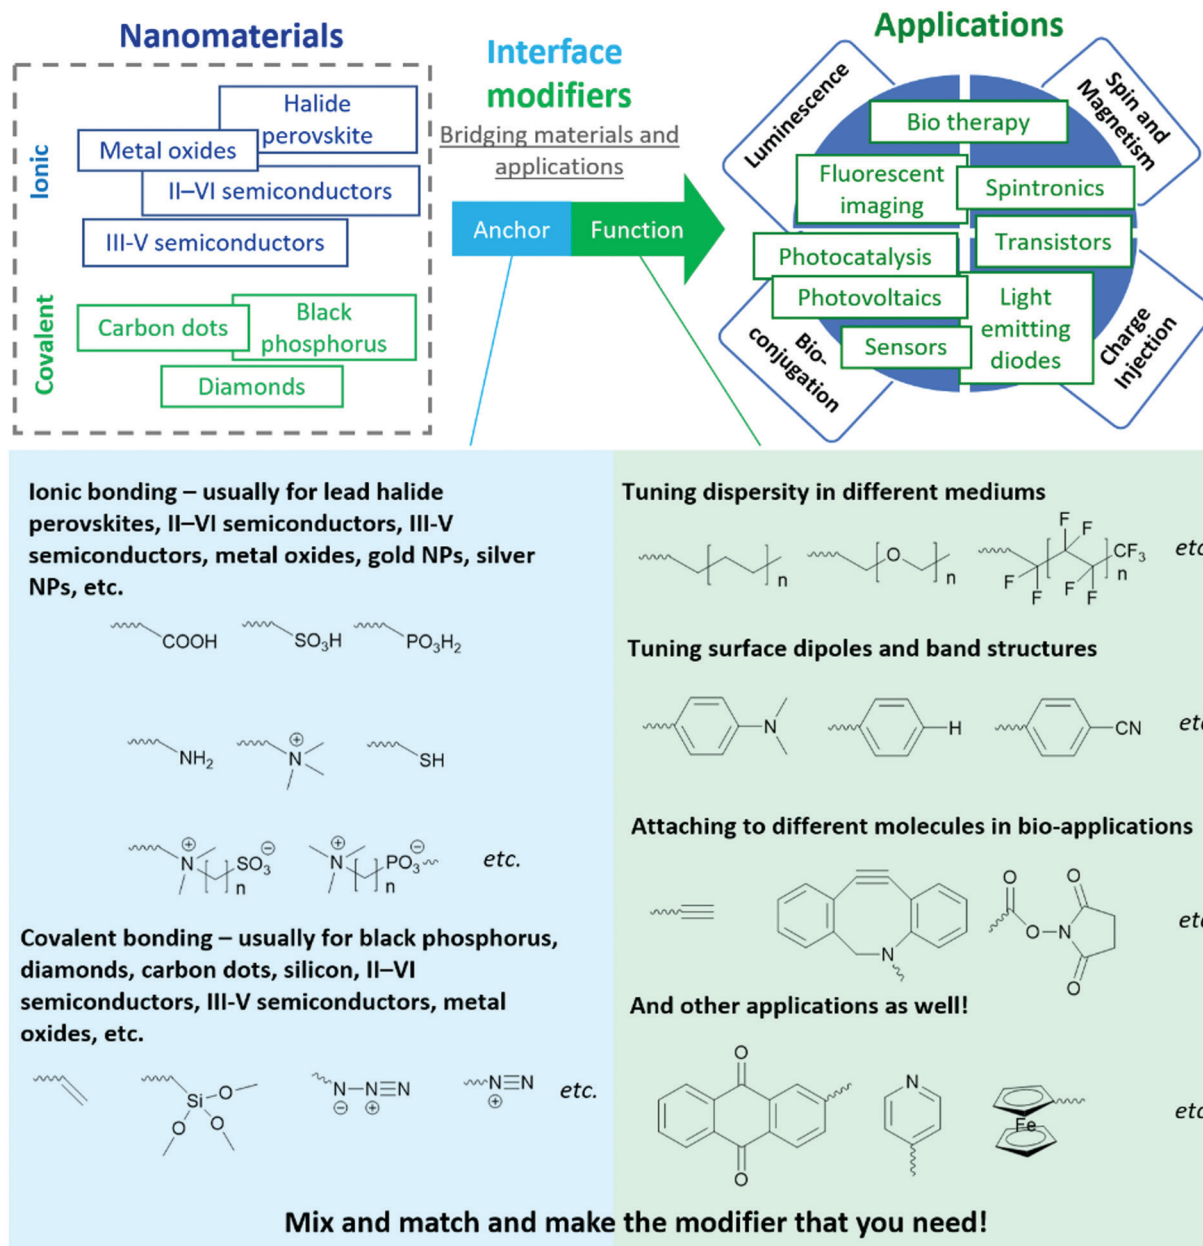 Nanomaterials
Ionic
Halide
perovskite
Metal oxides
II–VI semiconductors
III-V semiconductors
Covalent
Carbon dots
Black
phosphorus
Diamonds
Interface
modifiers
Bridging materials and
applications
Anchor
Function
Applications
Luminescence
Spin and
Magnetism
Bio therapy
Fluorescent
imaging
Spintronics
Transistors
Photocatalysis
Photovoltaics
Light
emitting
diodes
Sensors
Bio-
conjugation
Charge
Injection
Ionic bonding – usually for lead halide
perovskites, II–VI semiconductors, III-V
semiconductors, metal oxides, gold NPs, silver
NPs, etc.
COOH
SO3H
PO3H2
NH2
N ⊕
SH
N ⊕ SO3 ⊖ n
N ⊕ PO3 ⊖ n
etc.
Covalent bonding – usually for black phosphorus,
diamonds, carbon dots, silicon, II–VI
semiconductors, III-V semiconductors, metal
oxides, etc.
Si O O O
N–N≡N ⊖ ⊕
N≡N ⊕
etc.
Tuning dispersity in different mediums
n
O n
F F F F F F CF3 n
etc
Tuning surface dipoles and band structures
N
H
CN
etc
Attaching to different molecules in bio-applications
N
O O N O O
etc
And other applications as well!
O O
N
Fe
etc
Mix and match and make the modifier that you need!